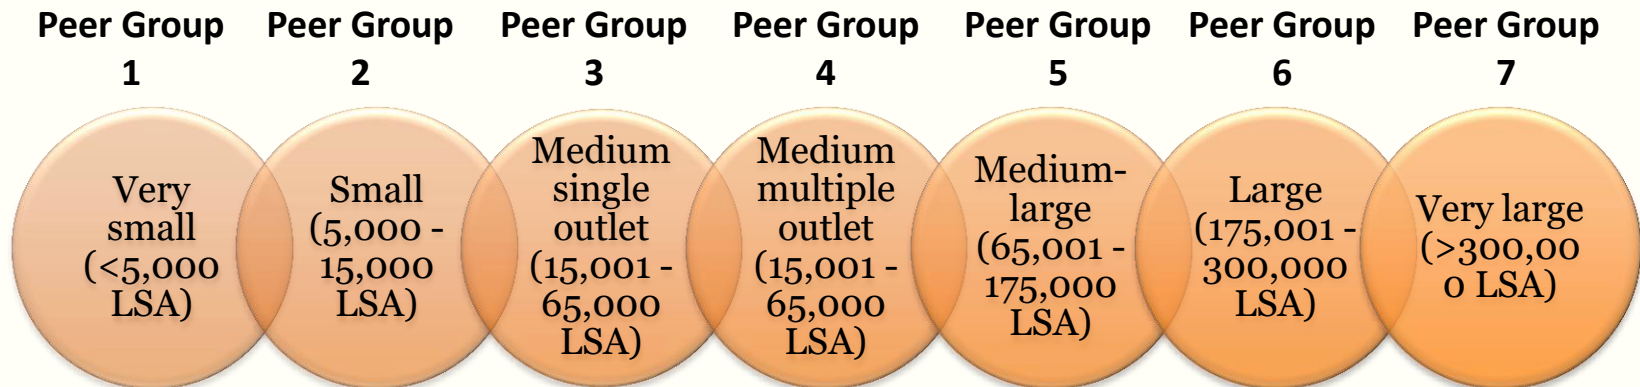 Peer Group 1
Peer Group 2
Peer Group 3
Peer Group 4
Peer Group 5
Peer Group 6
Peer Group 7
Very
small
(<5,000
LSA)
Small
(5,000 -
15,000
LSA)
Medium
single
outlet
(15,001 -
65,000
LSA)
Medium
multiple
outlet
(15,001 -
65,000
LSA)
Medium-
large
(65,001 -
175,000
LSA)
Large
(175,001 -
300,000
LSA)
Very large
(>300,00
0 LSA)